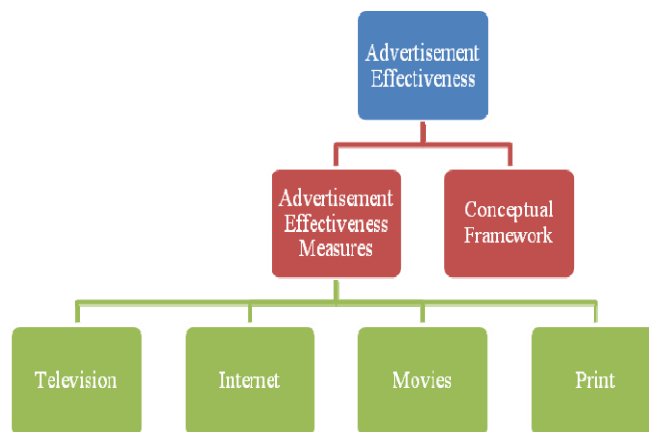 Advertisement
Effectiveness
Advertisement
Effectiveness
Measures
Conceptual
Framework
Television
Internet
Movies
Print